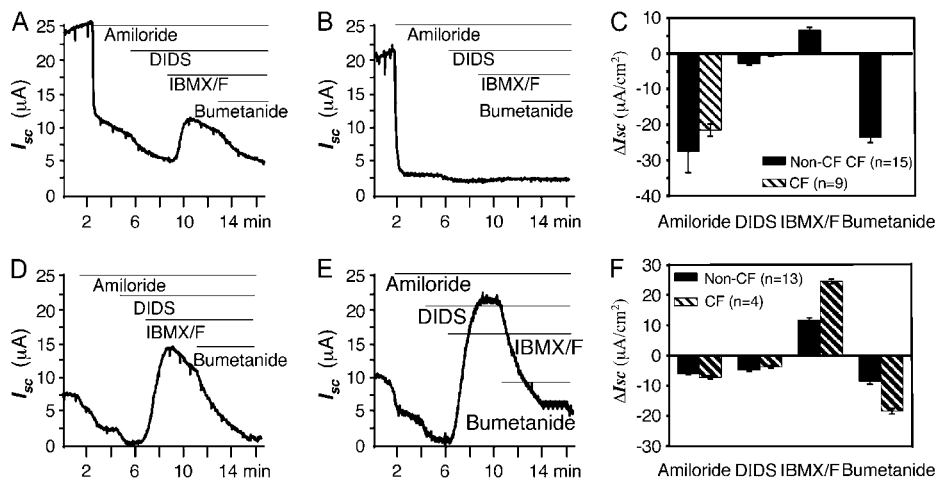 A
25
20
15
10
5
0
Isc (μA)
Amiloride
DIDS
IBMX/F
Bumetanide
2 6 10 14 min
B
25
20
15
10
5
0
Isc (μA)
Amiloride
DIDS
IBMX/F
Bumetanide
2 6 10 14 min
C
10
0
-10
-20
-30
-40
ΔIsc (μA/cm²)
Non-CF CF (n=15)
CF (n=9)
Amiloride DIDS IBMX/F Bumetanide
D
25
20
15
10
5
0
Isc (μA)
Amiloride
DIDS
IBMX/F
Bumetanide
2 6 10 14 min
E
25
20
15
10
5
0
Isc (μA)
Amiloride
DIDS
IBMX/F
Bumetanide
2 6 10 14 min
F
30
20
10
0
-10
-20
-30
ΔIsc (μA/cm²)
Non-CF (n=13)
CF (n=4)
Amiloride DIDS IBMX/F Bumetanide